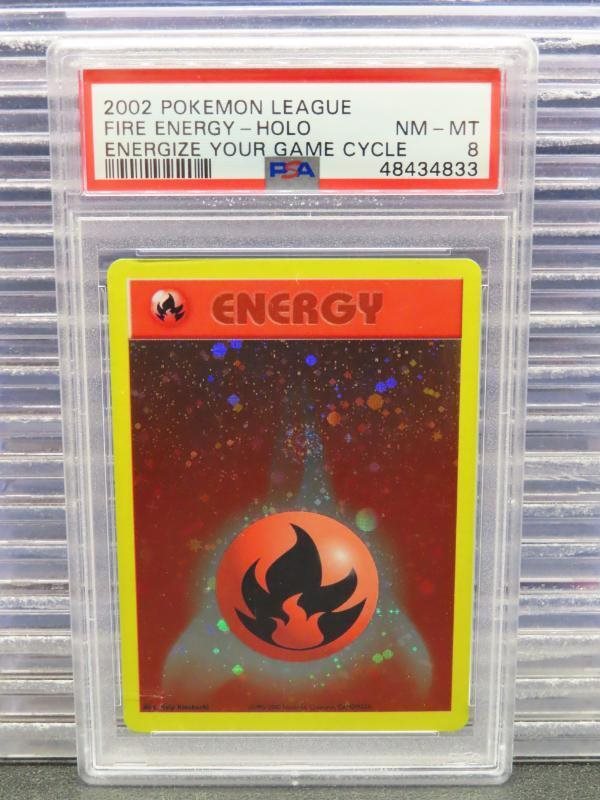 2002 POKEMON LEAGUE
FIRE ENERGY - HOLO NM - MT
ENERGIZE YOUR GAME CYCLE 8
PSA 48434833
ENERGY